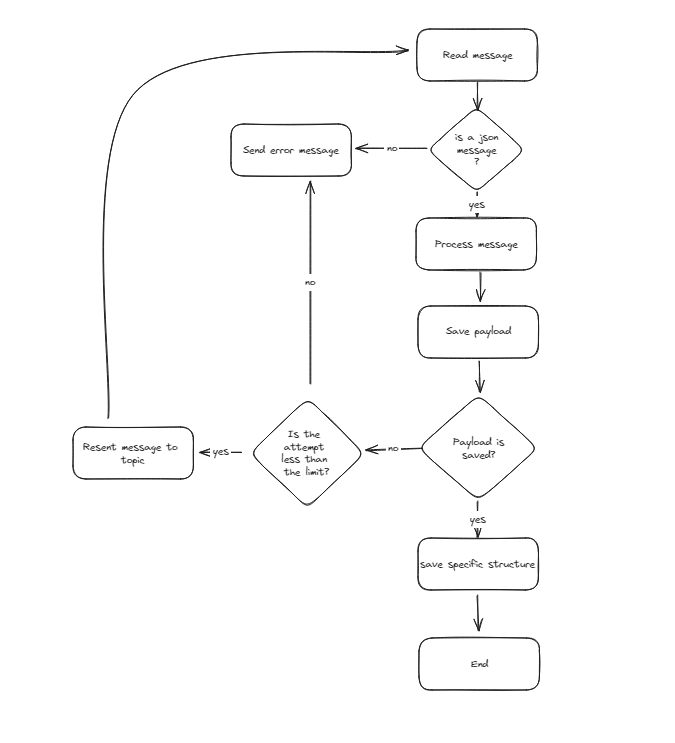 Read message
is a json
message
?
Send error message
no
yes
Process message
no
Save payload
Is the
attempt
less than
the limit?
Payload is
saved?
Resent message to
topic
yes
no
yes
save specific structure
End